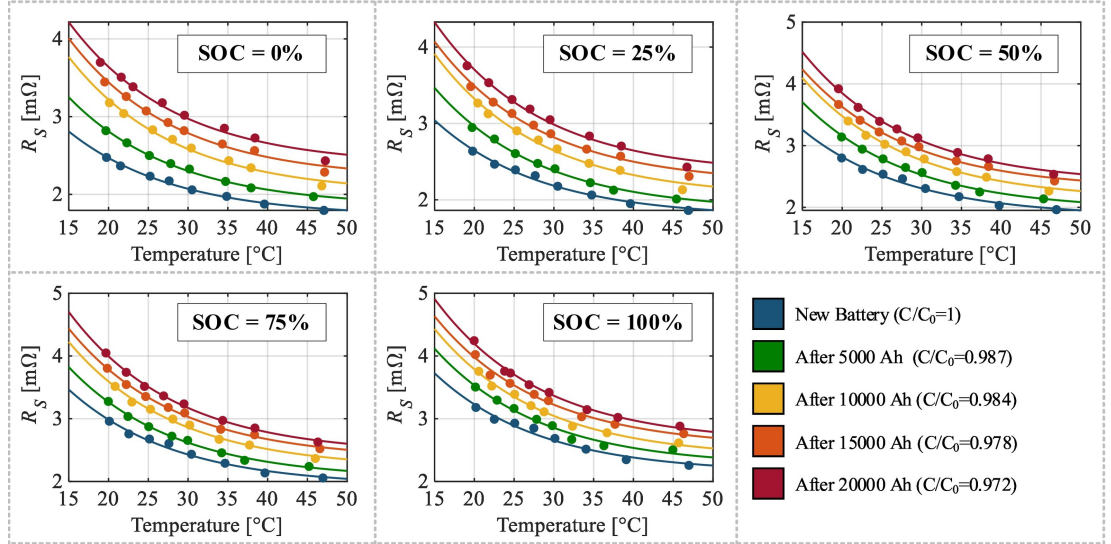 SOC = 0%
4
3
2
R_S [mΩ]
15 20 25 30 35 40 45 50
Temperature [°C]
SOC = 25%
4
3
2
R_S [mΩ]
15 20 25 30 35 40 45 50
Temperature [°C]
SOC = 50%
5
4
3
2
R_S [mΩ]
15 20 25 30 35 40 45 50
Temperature [°C]
SOC = 75%
5
4
3
2
R_S [mΩ]
15 20 25 30 35 40 45 50
Temperature [°C]
SOC = 100%
5
4
3
2
R_S [mΩ]
15 20 25 30 35 40 45 50
Temperature [°C]
New Battery (C/C₀=1)
After 5000 Ah (C/C₀=0.987)
After 10000 Ah (C/C₀=0.984)
After 15000 Ah (C/C₀=0.978)
After 20000 Ah (C/C₀=0.972)